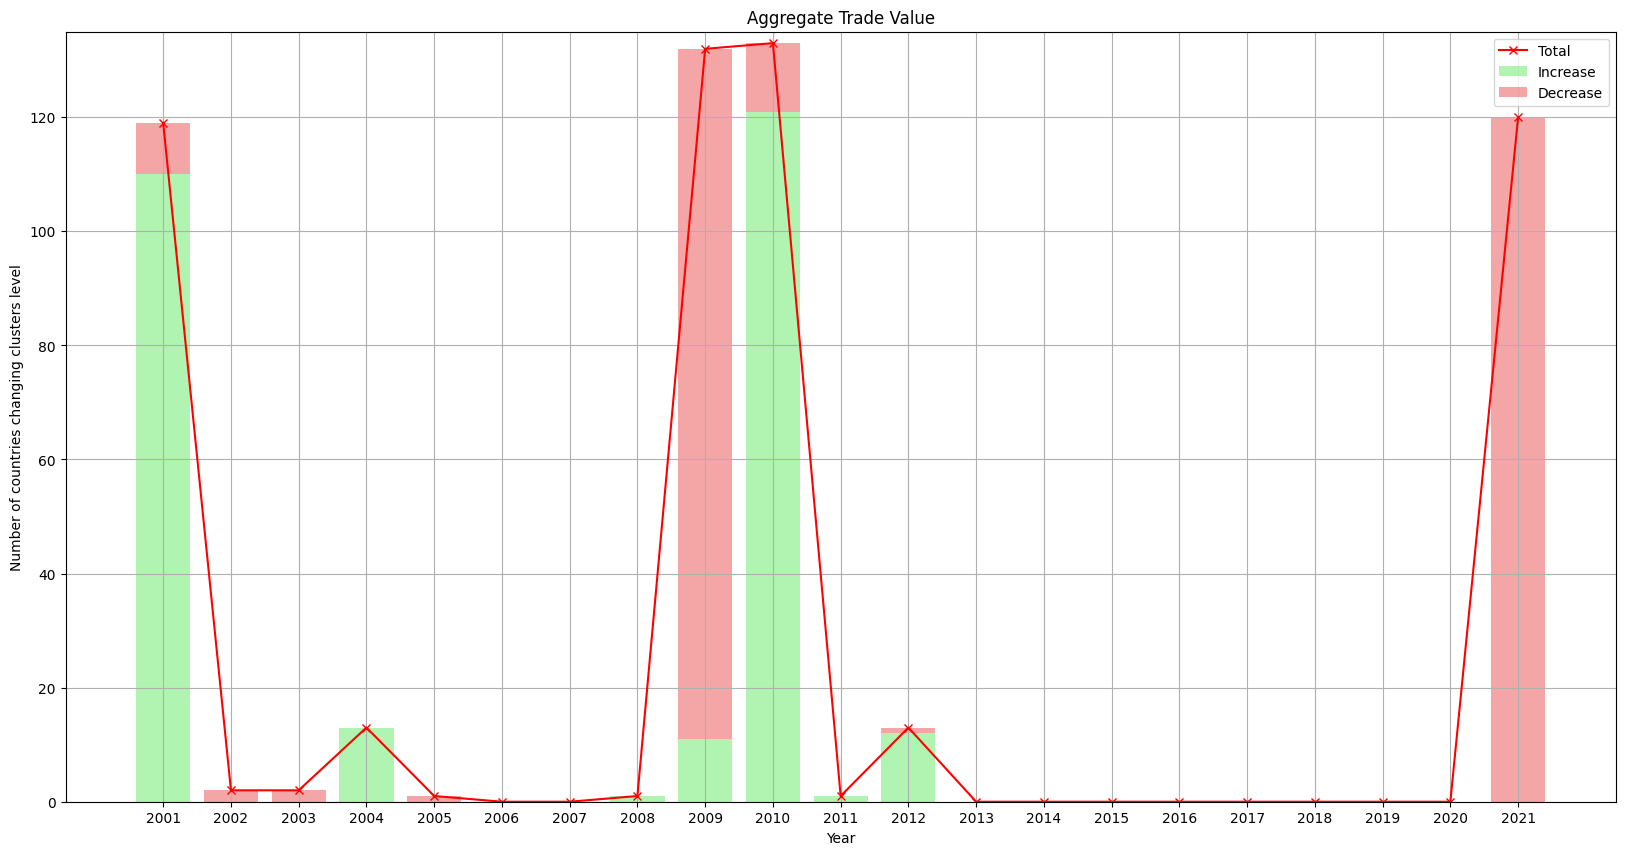 Aggregate Trade Value
Total
Increase
Decrease
Number of countries changing clusters level
120
100
80
60
40
20
0
2001 2002 2003 2004 2005 2006 2007 2008 2009 2010 2011 2012 2013 2014 2015 2016 2017 2018 2019 2020 2021
Year